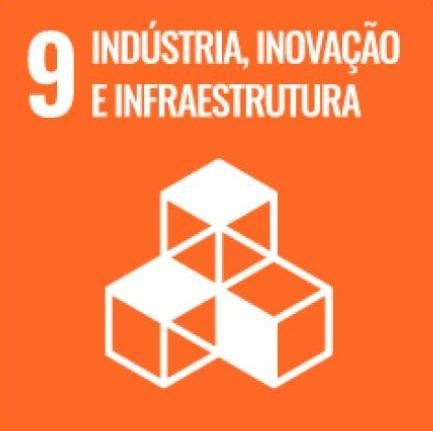 9 INDÚSTRIA, INOVAÇÃO
E INFRAESTRUTURA